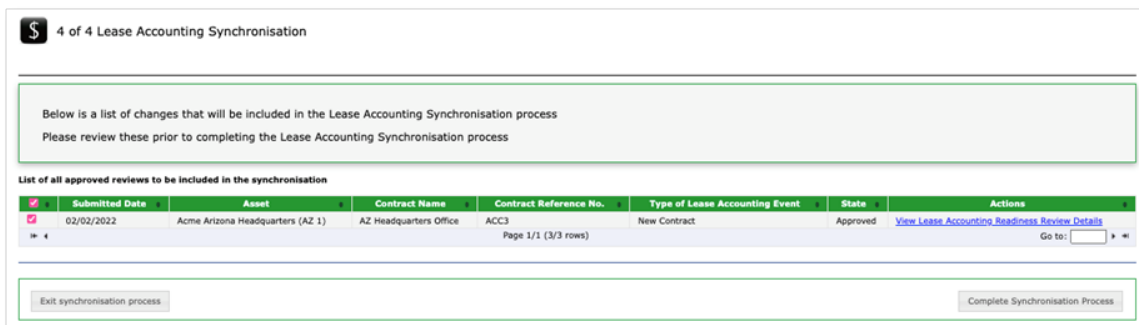 $ 4 of 4 Lease Accounting Synchronisation
Below is a list of changes that will be included in the Lease Accounting Synchronisation process
Please review these prior to completing the Lease Accounting Synchronisation process
List of all approved reviews to be included in the synchronisation
Submitted Date Asset Contract Name Contract Reference No. Type of Lease Accounting Event State Actions
02/02/2022 Acme Arizona Headquarters (AZ 1) AZ Headquarters Office ACC3 New Contract Approved View Lease Accounting Readiness Review Details
Page 1/1 (3/3 rows) Go to:
Exit synchronisation process Complete Synchronisation Process